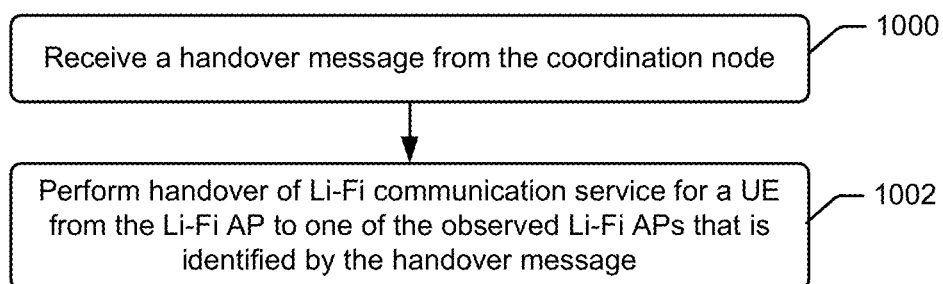 1000
Receive a handover message from the coordination node
1002
Perform handover of Li-Fi communication service for a UE
from the Li-Fi AP to one of the observed Li-Fi APs that is
identified by the handover message